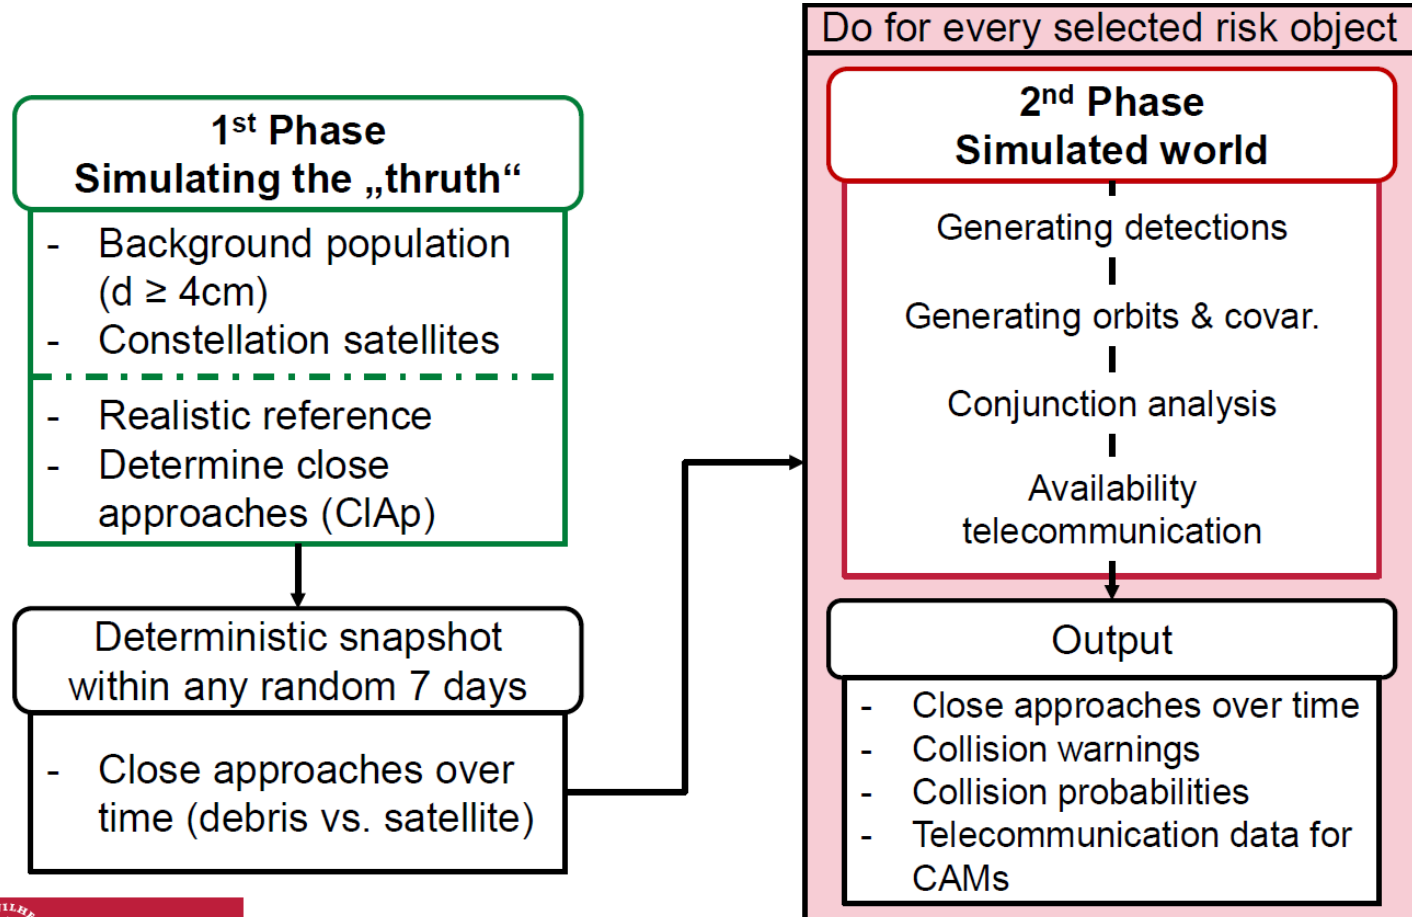 1st Phase
Simulating the „thruth“
- Background population
(d ≥ 4cm)
- Constellation satellites
- Realistic reference
- Determine close
approaches (ClAp)
Deterministic snapshot
within any random 7 days
- Close approaches over
time (debris vs. satellite)
Do for every selected risk object
2nd Phase
Simulated world
Generating detections
Generating orbits & covar.
Conjunction analysis
Availability
telecommunication
Output
- Close approaches over time
- Collision warnings
- Collision probabilities
- Telecommunication data for
CAMs